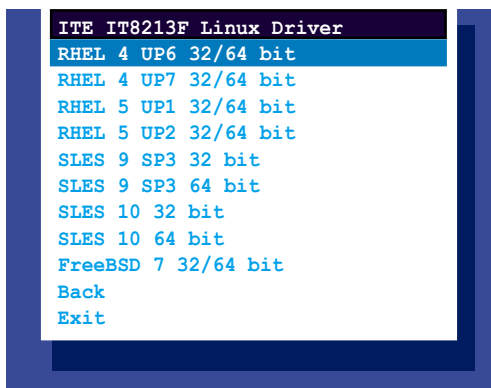 ITE IT8213F Linux Driver
RHEL 4 UP6 32/64 bit
RHEL 4 UP7 32/64 bit
RHEL 5 UP1 32/64 bit
RHEL 5 UP2 32/64 bit
SLES 9 SP3 32 bit
SLES 9 SP3 64 bit
SLES 10 32 bit
SLES 10 64 bit
FreeBSD 7 32/64 bit
Back
Exit